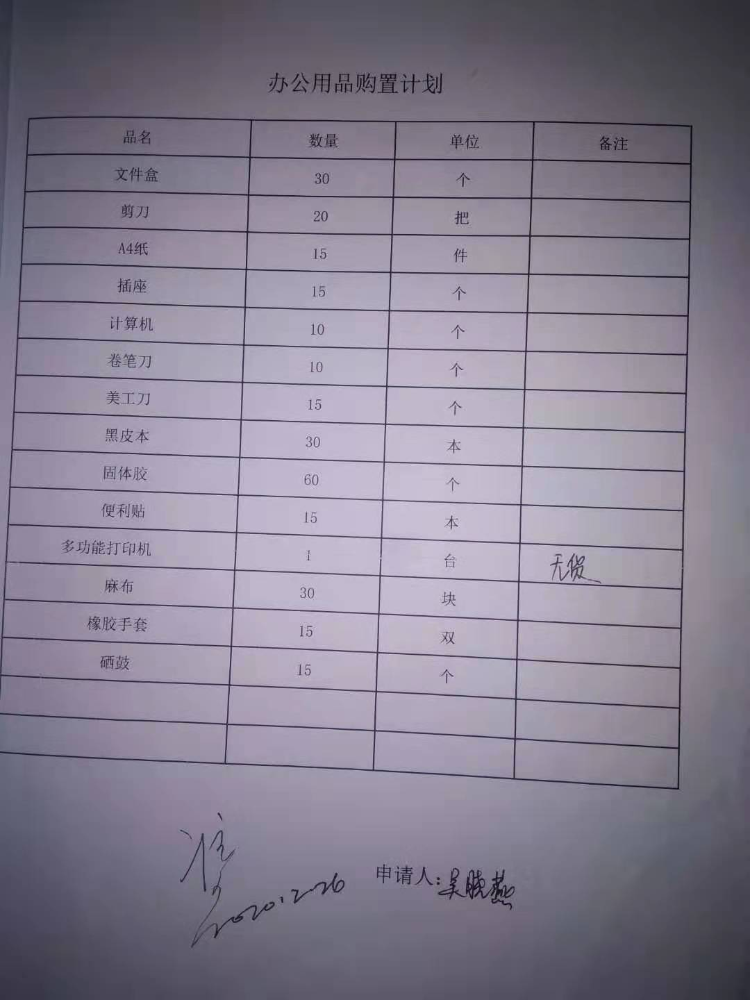 办公用品购置计划
品名 数量 单位 备注
文件盒 30 个
剪刀 20 把
A4纸 15 件
插座 15 个
计算机 10 个
卷笔刀 10 个
美工刀 15 个
黑皮本 30 本
固体胶 60 个
便利贴 15 本
多功能打印机 1 台 无货
麻布 30 块
橡胶手套 15 双
硒鼓 15 个
申请人:吴晓燕
2020.2.26